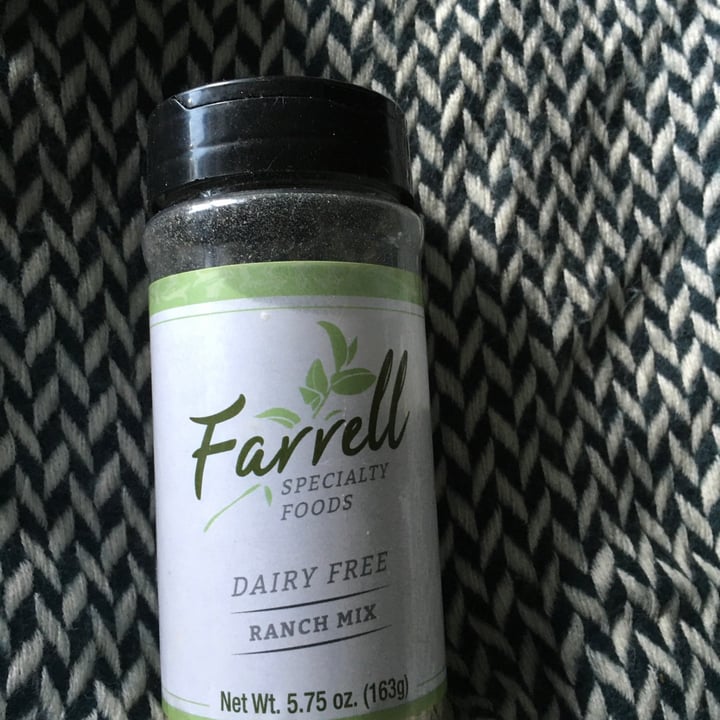 Farrell
SPECIALTY
FOODS
DAIRY FREE
RANCH MIX
Net Wt. 5.75 oz. (163g)